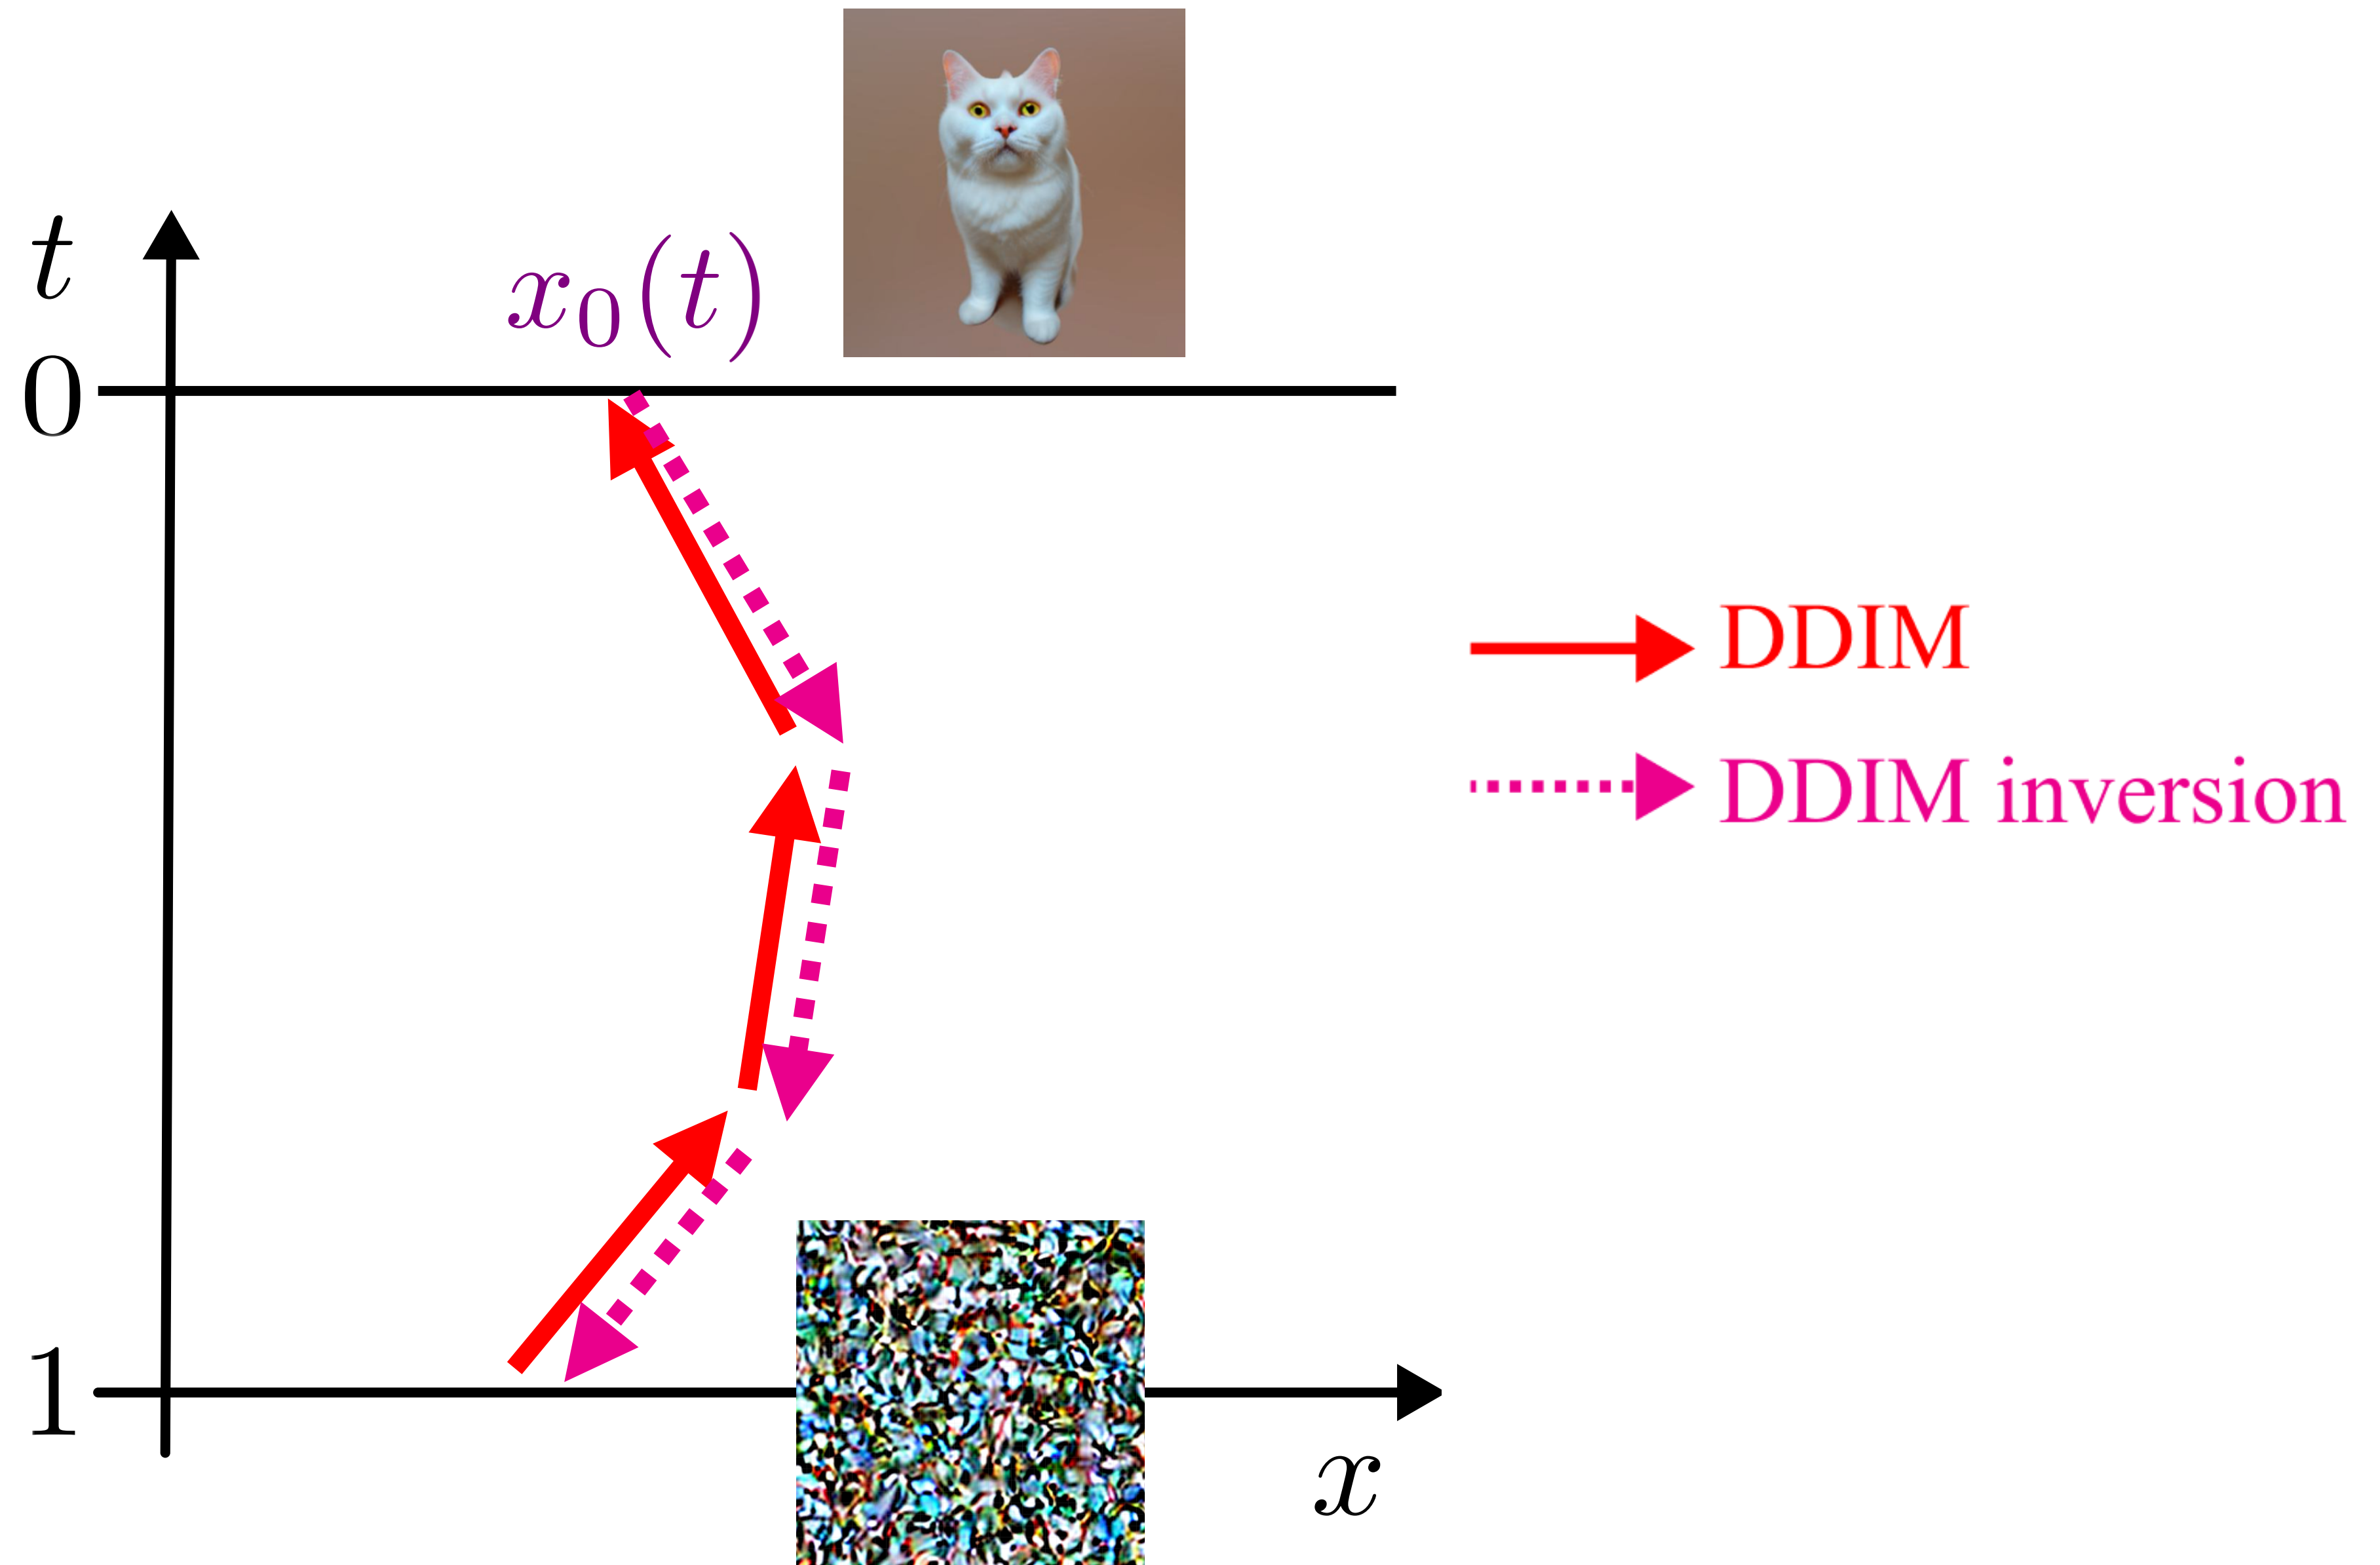 t
x₀(t)
0
DDIM
DDIM inversion
1
x